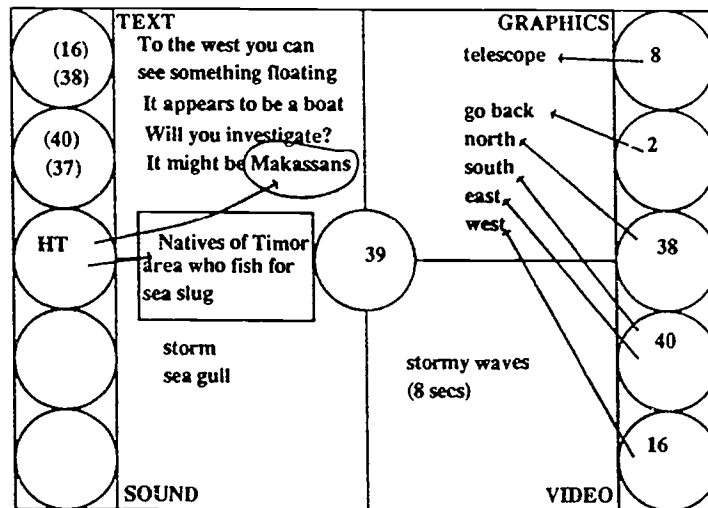 TEXT
(16)
(38)
(40)
(37)
HT
To the west you can
see something floating
It appears to be a boat
Will you investigate?
It might be Makassans
Natives of Timor
area who fish for
sea slug
storm
sea gull
SOUND
39
GRAPHICS
telescope
go back
north
south
east
west
stormy waves
(8 secs)
VIDEO
8
2
38
40
16